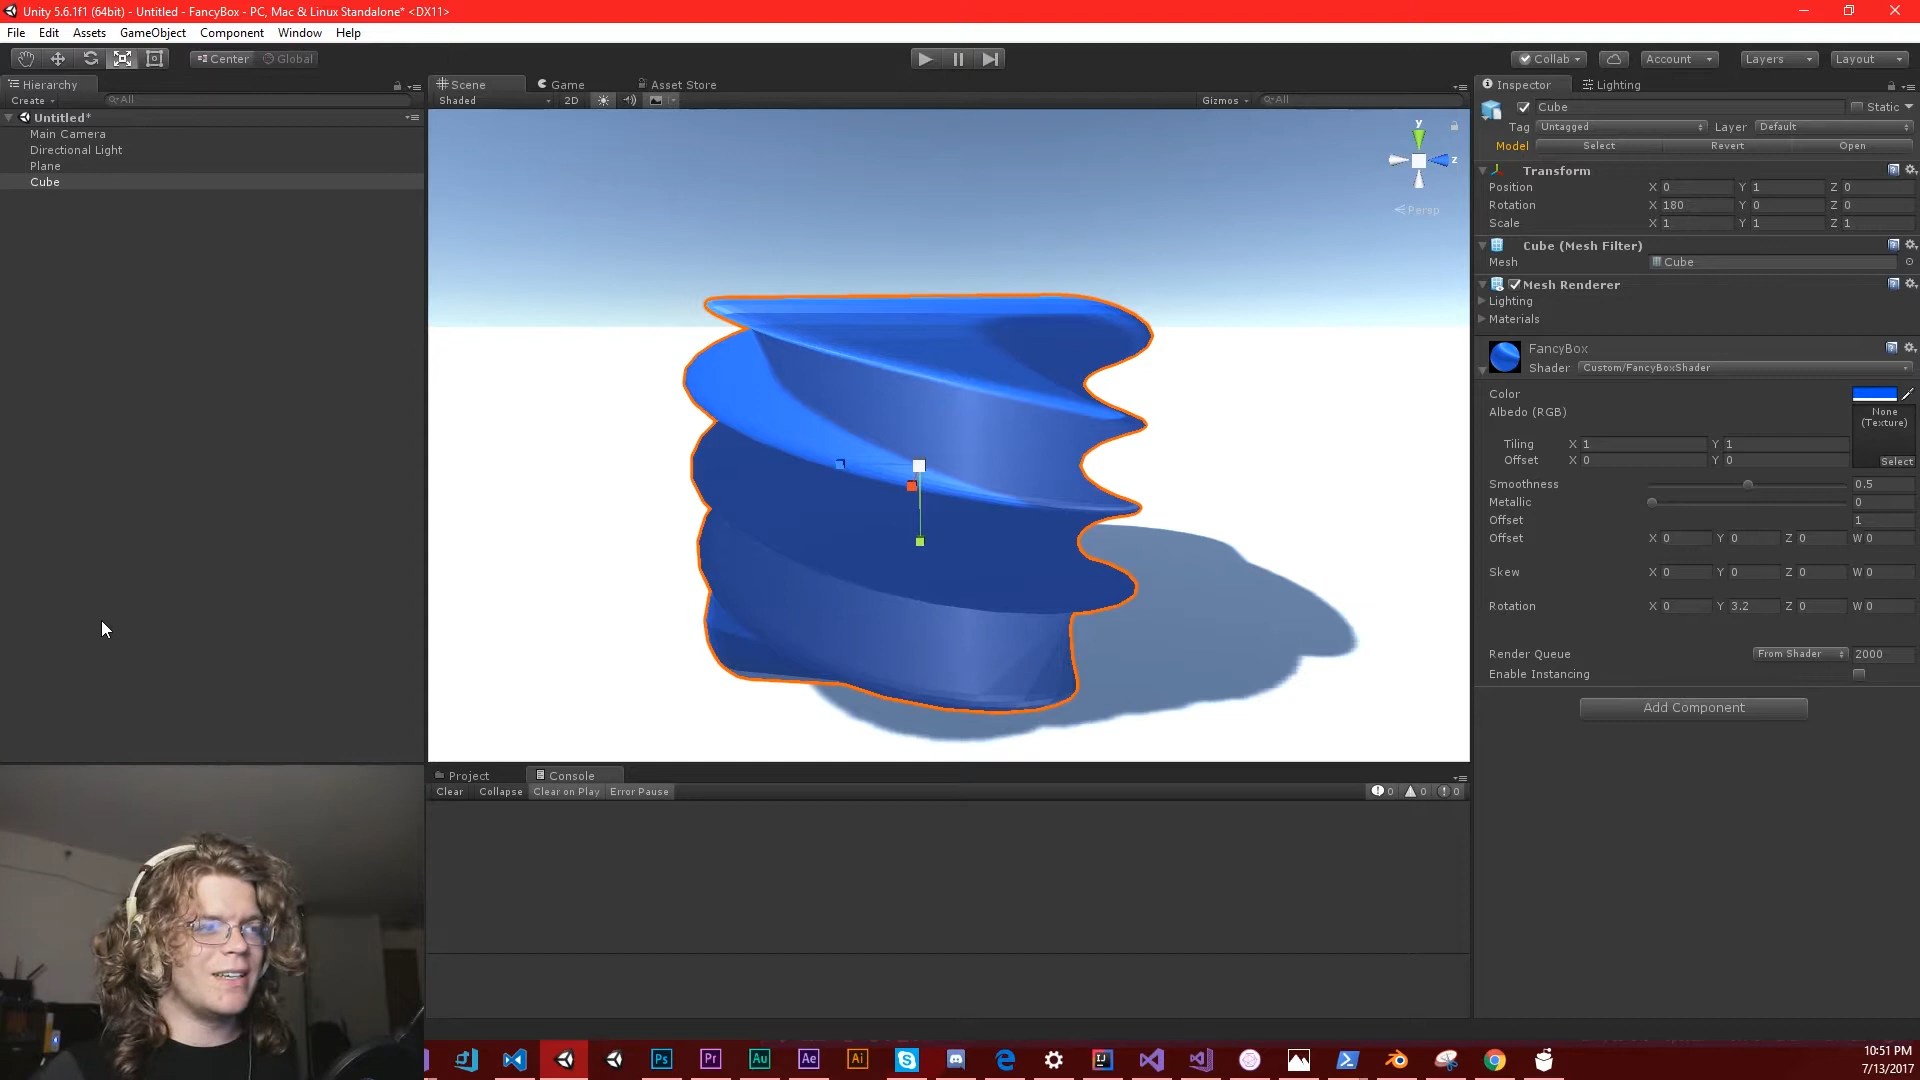 Unity 5.6.1f1 (64bit) - Untitled - FancyBox - PC, Mac & Linux Standalone* <DX11>
File Edit Assets GameObject Component Window Help
Center Global Collab Account Layers Layout
Hierarchy
Create All
Untitled*
Main Camera
Directional Light
Plane
Cube
Scene Game Asset Store
Shaded 2D Gizmos All
y
z
Persp
Project Console
Clear Collapse Clear on Play Error Pause 0 0 0
Inspector Lighting
Cube Static
Tag Untagged Layer Default
Model Select Revert Open
Transform
Position X 0 Y 1 Z 0
Rotation X 180 Y 0 Z 0
Scale X 1 Y 1 Z 1
Cube (Mesh Filter)
Mesh Cube
Mesh Renderer
Lighting
Materials
FancyBox
Shader Custom/FancyBoxShader
Color
Albedo (RGB) None
(Texture)
Tiling X 1 Y 1
Offset X 0 Y 0 Select
Smoothness 0.5
Metallic 0
Offset 1
Offset X 0 Y 0 Z 0 W 0
Skew X 0 Y 0 Z 0 W 0
Rotation X 0 Y 3.2 Z 0 W 0
Render Queue From Shader 2000
Enable Instancing
Add Component
Ps Pr Au Ae Ai
10:51 PM
7/13/2017